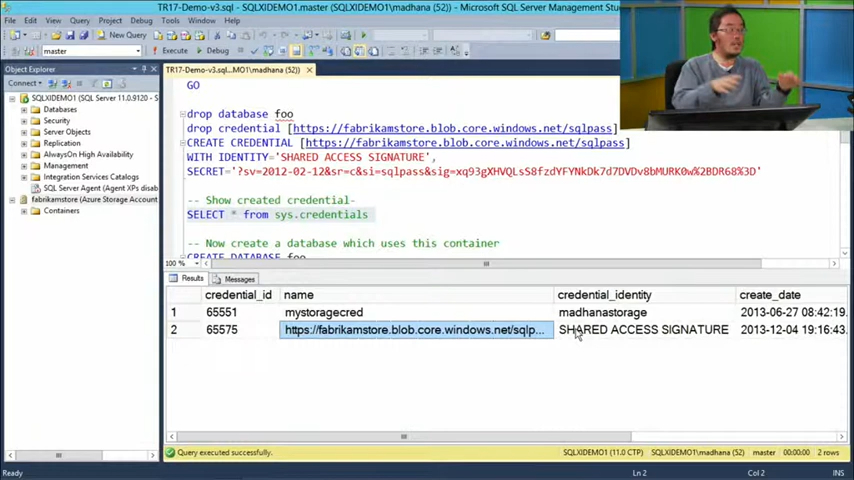 TR17-Demo-v3.sql - SQLXIDEMO1.master (SQLXIDEMO1\madhana (52)) - Microsoft SQL Server Management Stu
File Edit View Query Project Debug Tools Window Help
New Query
master Execute Debug
Object Explorer
TR17-Demo-v3.sql...MO1\madhana (52))
Connect
SQLXIDEMO1 (SQL Server 11.0.9120 -
Databases
Security
Server Objects
Replication
AlwaysOn High Availability
Management
Integration Services Catalogs
SQL Server Agent (Agent XPs disab
fabrikamstore (Azure Storage Account
Containers
GO
drop database foo
drop credential [https://fabrikamstore.blob.core.windows.net/sqlpass]
CREATE CREDENTIAL [https://fabrikamstore.blob.core.windows.net/sqlpass]
WITH IDENTITY='SHARED ACCESS SIGNATURE',
SECRET='?sv=2012-02-12&sr=c&si=sqlpass&sig=xq93gXHVQLsS8fzdYFYNkDk7d7DVDv8bMURK0w%2BDR68%3D'
-- Show created credential-
SELECT * from sys.credentials
-- Now create a database which uses this container
CREATE DATABASE foo
100 %
Results Messages
credential_id name credential_identity create_date
1 65551 mystoragecred madhanastorage 2013-06-27 08:42:19.
2 65575 https://fabrikamstore.blob.core.windows.net/sqlp... SHARED ACCESS SIGNATURE 2013-12-04 19:16:43.
Query executed successfully. SQLXIDEMO1 (11.0 CTP) SQLXIDEMO1\madhana (52) master 00:00:00 2 rows
Ready Ln 2 Col 2 INS